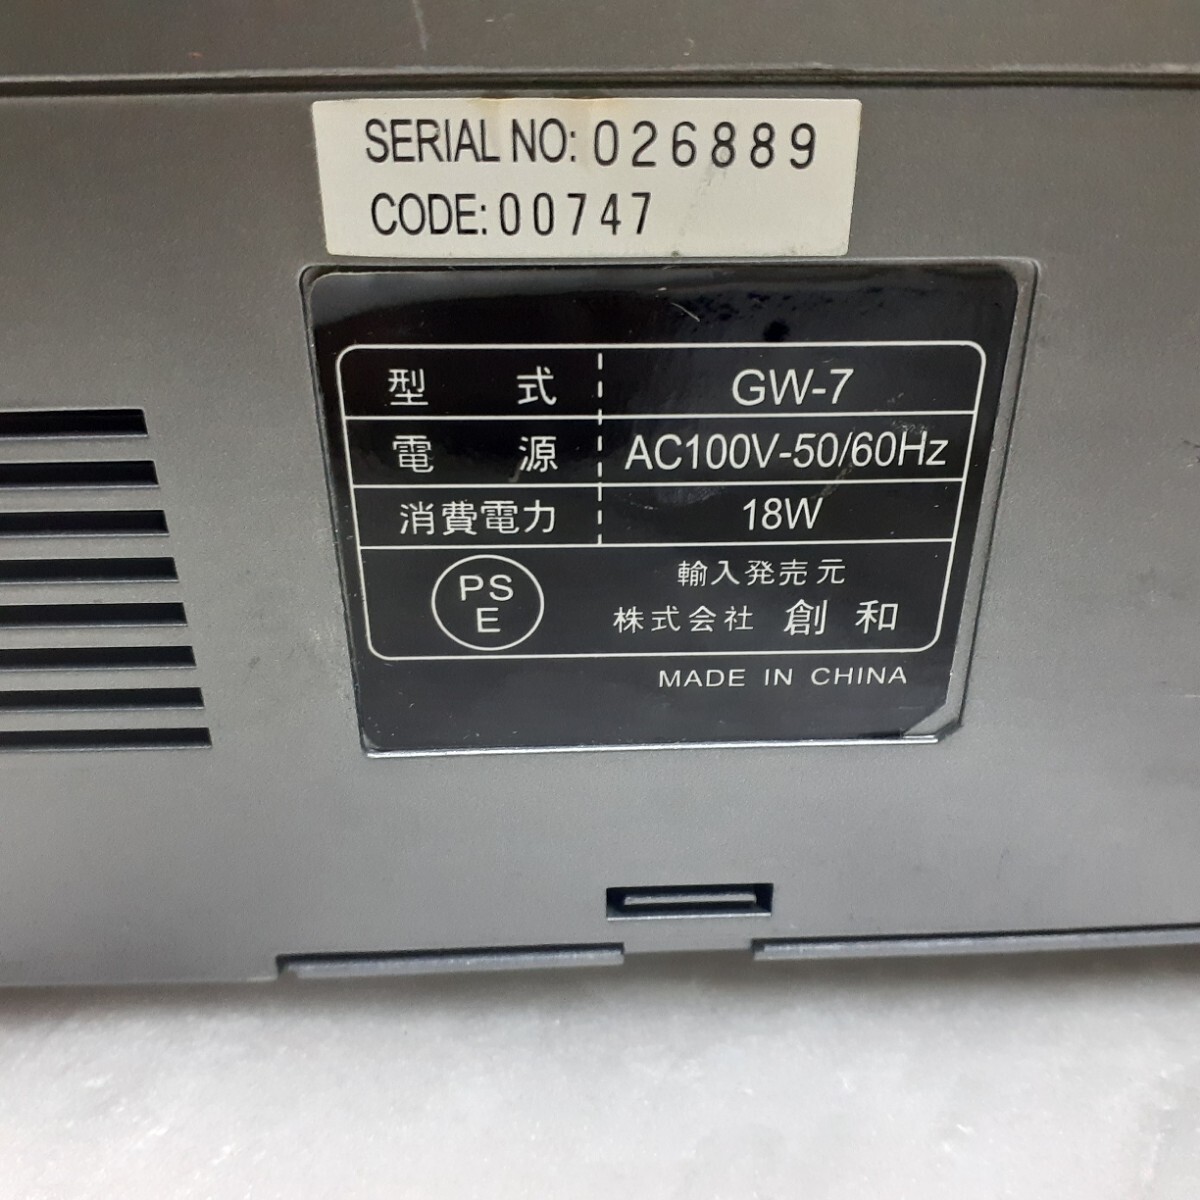 SERIAL NO: 026889
CODE: 00747
型 式 GW-7
電 源 AC100V-50/60Hz
消費電力 18W
PS
E
輸入発売元
株式会社 創和
MADE IN CHINA